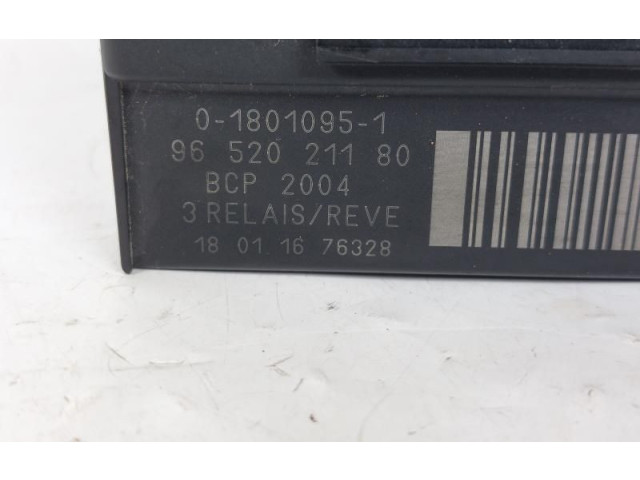 0-1801095-1
96 520 211 80
BCP 2004
3 RELAIS/REVE
18 01 16 76328